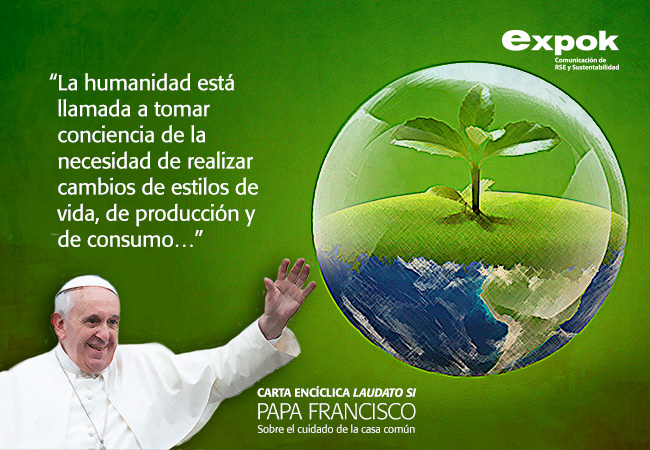 expok
Comunicación de
RSE y Sustentabilidad
“La humanidad está
llamada a tomar
conciencia de la
necesidad de realizar
cambios de estilos de
vida, de producción y
de consumo…”
CARTA ENCÍCLICA LAUDATO SI
PAPA FRANCISCO
Sobre el cuidado de la casa común